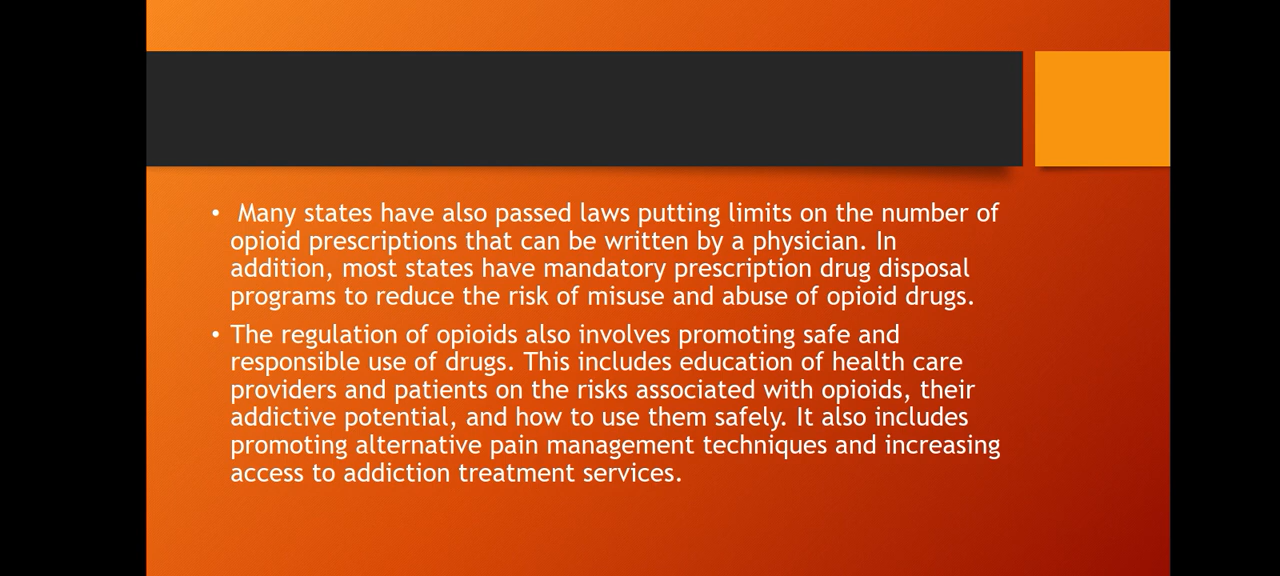 • Many states have also passed laws putting limits on the number of
opioid prescriptions that can be written by a physician. In
addition, most states have mandatory prescription drug disposal
programs to reduce the risk of misuse and abuse of opioid drugs.
• The regulation of opioids also involves promoting safe and
responsible use of drugs. This includes education of health care
providers and patients on the risks associated with opioids, their
addictive potential, and how to use them safely. It also includes
promoting alternative pain management techniques and increasing
access to addiction treatment services.